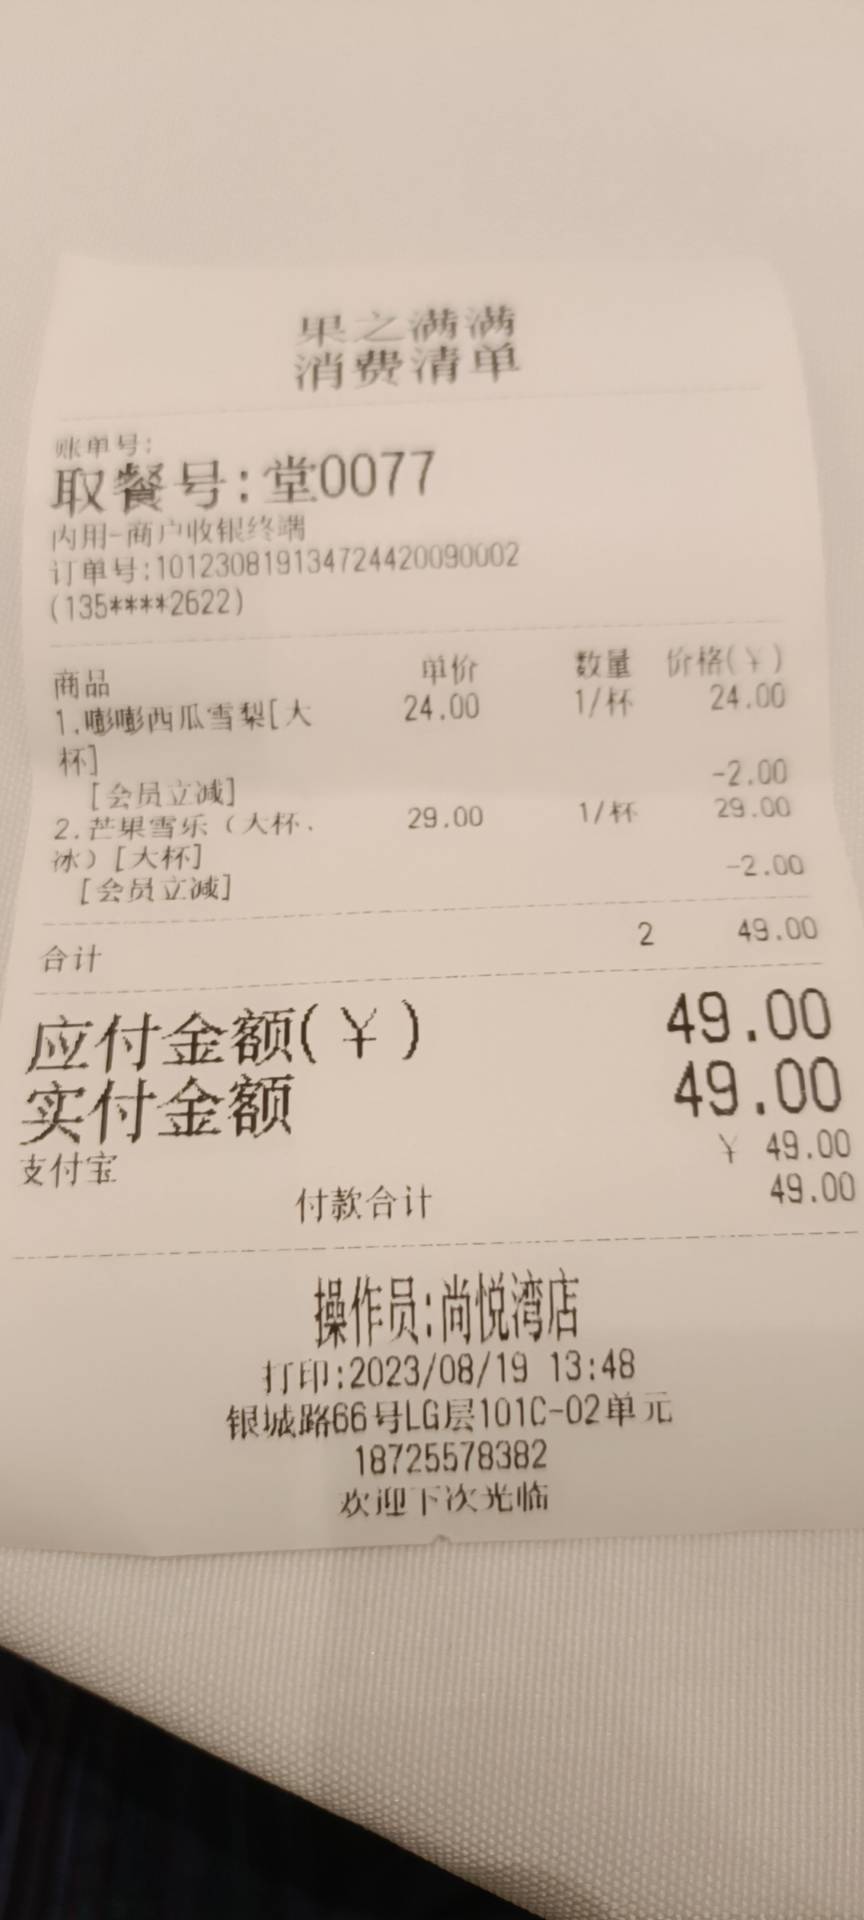 果之满满
消费清单
账单号:
取餐号:堂0077
内用-商户收银终端
订单号:101230819134724420090002
(135****2622)
商品 单价 数量 价格(¥)
1.嘭嘭西瓜雪梨[大 24.00 1/杯 24.00
杯]
[会员立减] -2.00
2.芒果雪乐（大杯. 29.00 1/杯 29.00
冰）[大杯]
[会员立减] -2.00
合计 2 49.00
应付金额(¥) 49.00
实付金额 49.00
支付宝 ¥ 49.00
付款合计 49.00
操作员:尚悦湾店
打印:2023/08/19 13:48
银城路66号LG层101C-02单元
18725578382
欢迎下次光临